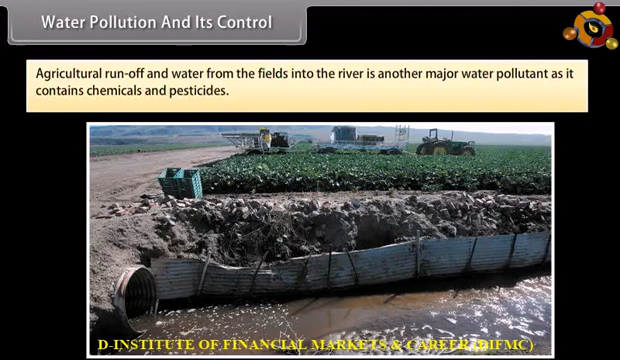 Water Pollution And Its Control
Agricultural run-off and water from the fields into the river is another major water pollutant as it
contains chemicals and pesticides.
D-INSTITUTE OF FINANCIAL MARKETS & CAREER (DIFMC)